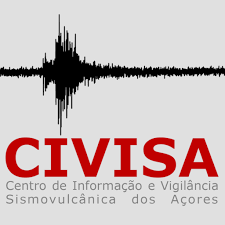 CIVISA
Centro de Informação e Vigilância
Sismovulcânica dos Açores